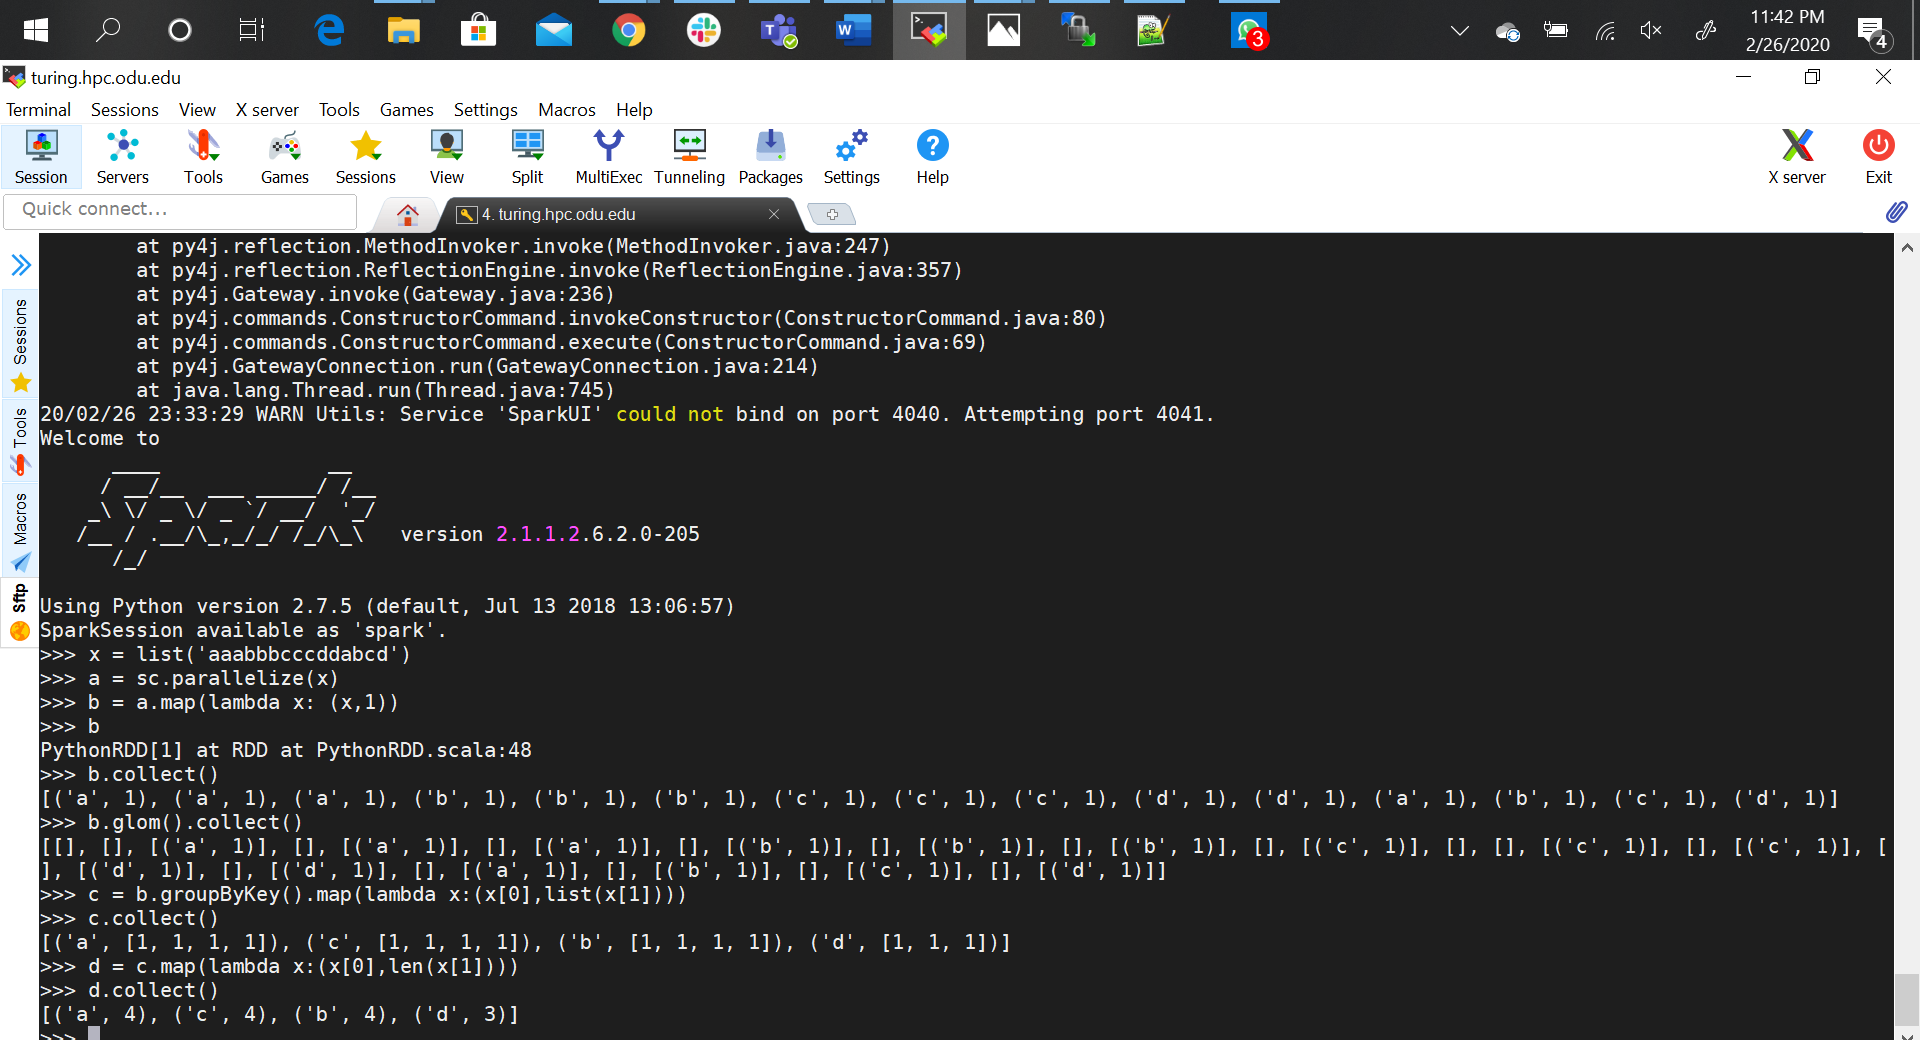 11:42 PM
2/26/2020
3
4
turing.hpc.odu.edu
Terminal Sessions View X server Tools Games Settings Macros Help
Session Servers Tools Games Sessions View Split MultiExec Tunneling Packages Settings Help X server Exit
Quick connect... 4. turing.hpc.odu.edu
Sessions
Tools
Macros
Sftp
at py4j.reflection.MethodInvoker.invoke(MethodInvoker.java:247)
at py4j.reflection.ReflectionEngine.invoke(ReflectionEngine.java:357)
at py4j.Gateway.invoke(Gateway.java:236)
at py4j.commands.ConstructorCommand.invokeConstructor(ConstructorCommand.java:80)
at py4j.commands.ConstructorCommand.execute(ConstructorCommand.java:69)
at py4j.GatewayConnection.run(GatewayConnection.java:214)
at java.lang.Thread.run(Thread.java:745)
20/02/26 23:33:29 WARN Utils: Service 'SparkUI' could not bind on port 4040. Attempting port 4041.
Welcome to
      ____              __
     / __/__  ___ _____/ /__
    _\ \/ _ \/ _ `/ __/  '_/
   /__ / .__/\_,_/_/ /_/\_\   version 2.1.1.2.6.2.0-205
      /_/
Using Python version 2.7.5 (default, Jul 13 2018 13:06:57)
SparkSession available as 'spark'.
>>> x = list('aaabbbcccddabcd')
>>> a = sc.parallelize(x)
>>> b = a.map(lambda x: (x,1))
>>> b
PythonRDD[1] at RDD at PythonRDD.scala:48
>>> b.collect()
[('a', 1), ('a', 1), ('a', 1), ('b', 1), ('b', 1), ('b', 1), ('c', 1), ('c', 1), ('c', 1), ('d', 1), ('d', 1), ('a', 1), ('b', 1), ('c', 1), ('d', 1)]
>>> b.glom().collect()
[[], [], [('a', 1)], [], [('a', 1)], [], [('a', 1)], [], [('b', 1)], [], [('b', 1)], [], [('b', 1)], [], [('c', 1)], [], [], [('c', 1)], [], [('c', 1)], [
], [('d', 1)], [], [('d', 1)], [], [('a', 1)], [], [('b', 1)], [], [('c', 1)], [], [('d', 1)]]
>>> c = b.groupByKey().map(lambda x:(x[0],list(x[1])))
>>> c.collect()
[('a', [1, 1, 1, 1]), ('c', [1, 1, 1, 1]), ('b', [1, 1, 1, 1]), ('d', [1, 1, 1])]
>>> d = c.map(lambda x:(x[0],len(x[1])))
>>> d.collect()
[('a', 4), ('c', 4), ('b', 4), ('d', 3)]
>>>